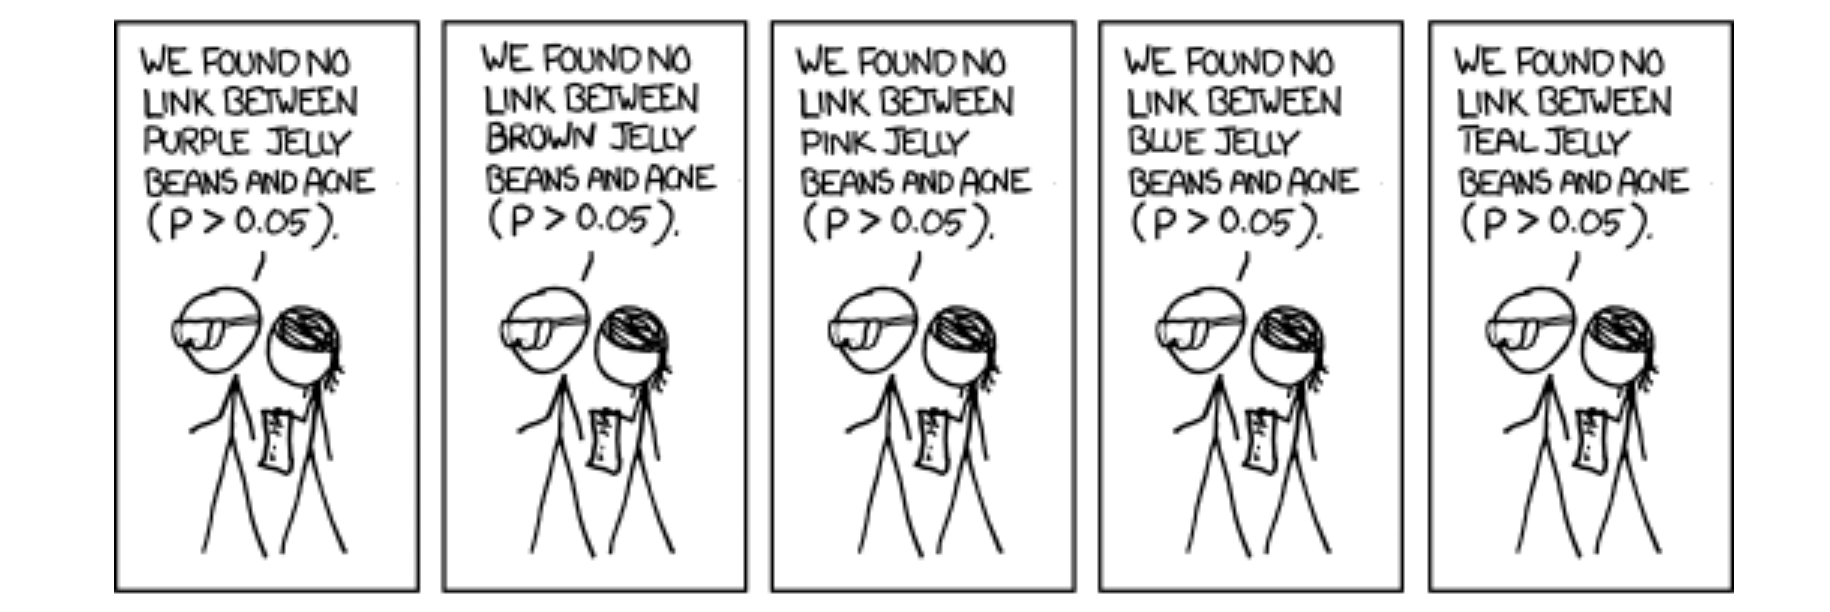 WE FOUND NO
LINK BETWEEN
PURPLE JELLY
BEANS AND ACNE
(P > 0.05).
WE FOUND NO
LINK BETWEEN
BROWN JELLY
BEANS AND ACNE
(P > 0.05).
WE FOUND NO
LINK BETWEEN
PINK JELLY
BEANS AND ACNE
(P > 0.05).
WE FOUND NO
LINK BETWEEN
BLUE JELLY
BEANS AND ACNE
(P > 0.05).
WE FOUND NO
LINK BETWEEN
TEAL JELLY
BEANS AND ACNE
(P > 0.05).